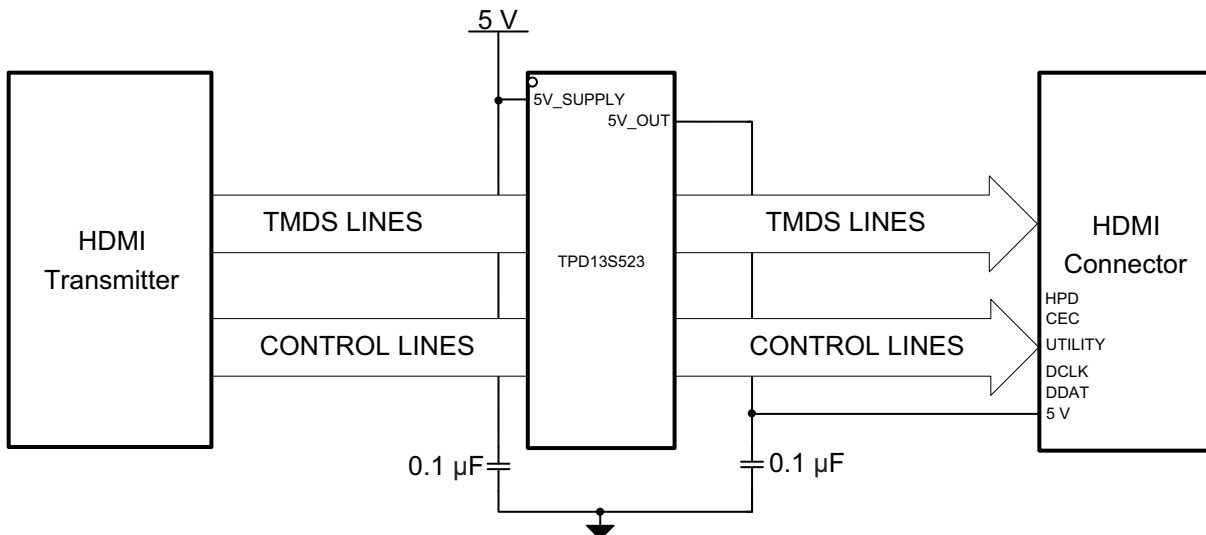 5 V
5V_SUPPLY
5V_OUT
HDMI
Transmitter
TMDS LINES
TPD13S523
TMDS LINES
HDMI
Connector
CONTROL LINES
CONTROL LINES
HPD
CEC
UTILITY
DCLK
DDAT
5 V
0.1 µF
0.1 µF